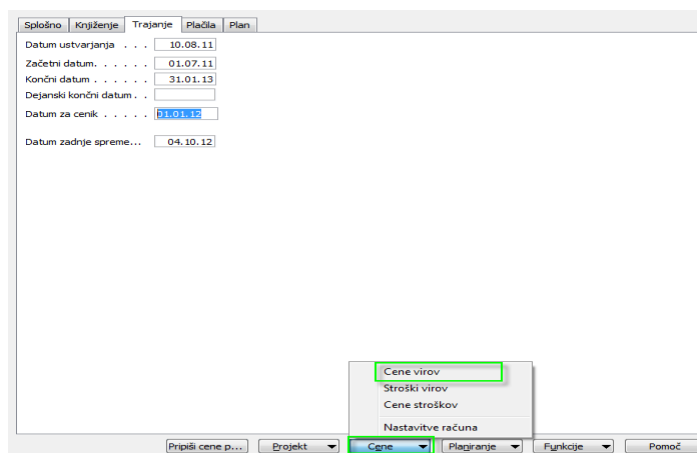 Splošno Knjiženje Trajanje Plačila Plan
Datum ustvarjanja . . . 10.08.11
Začetni datum. . . . . . 01.07.11
Končni datum . . . . . . 31.01.13
Dejanski končni datum . .
Datum za cenik . . . . . 01.01.12
Datum zadnje spreme... 04.10.12
Cene virov
Stroški virov
Cene stroškov
Nastavitve računa
Pripiši cene p... Projekt Cene Planiranje Funkcije Pomoč